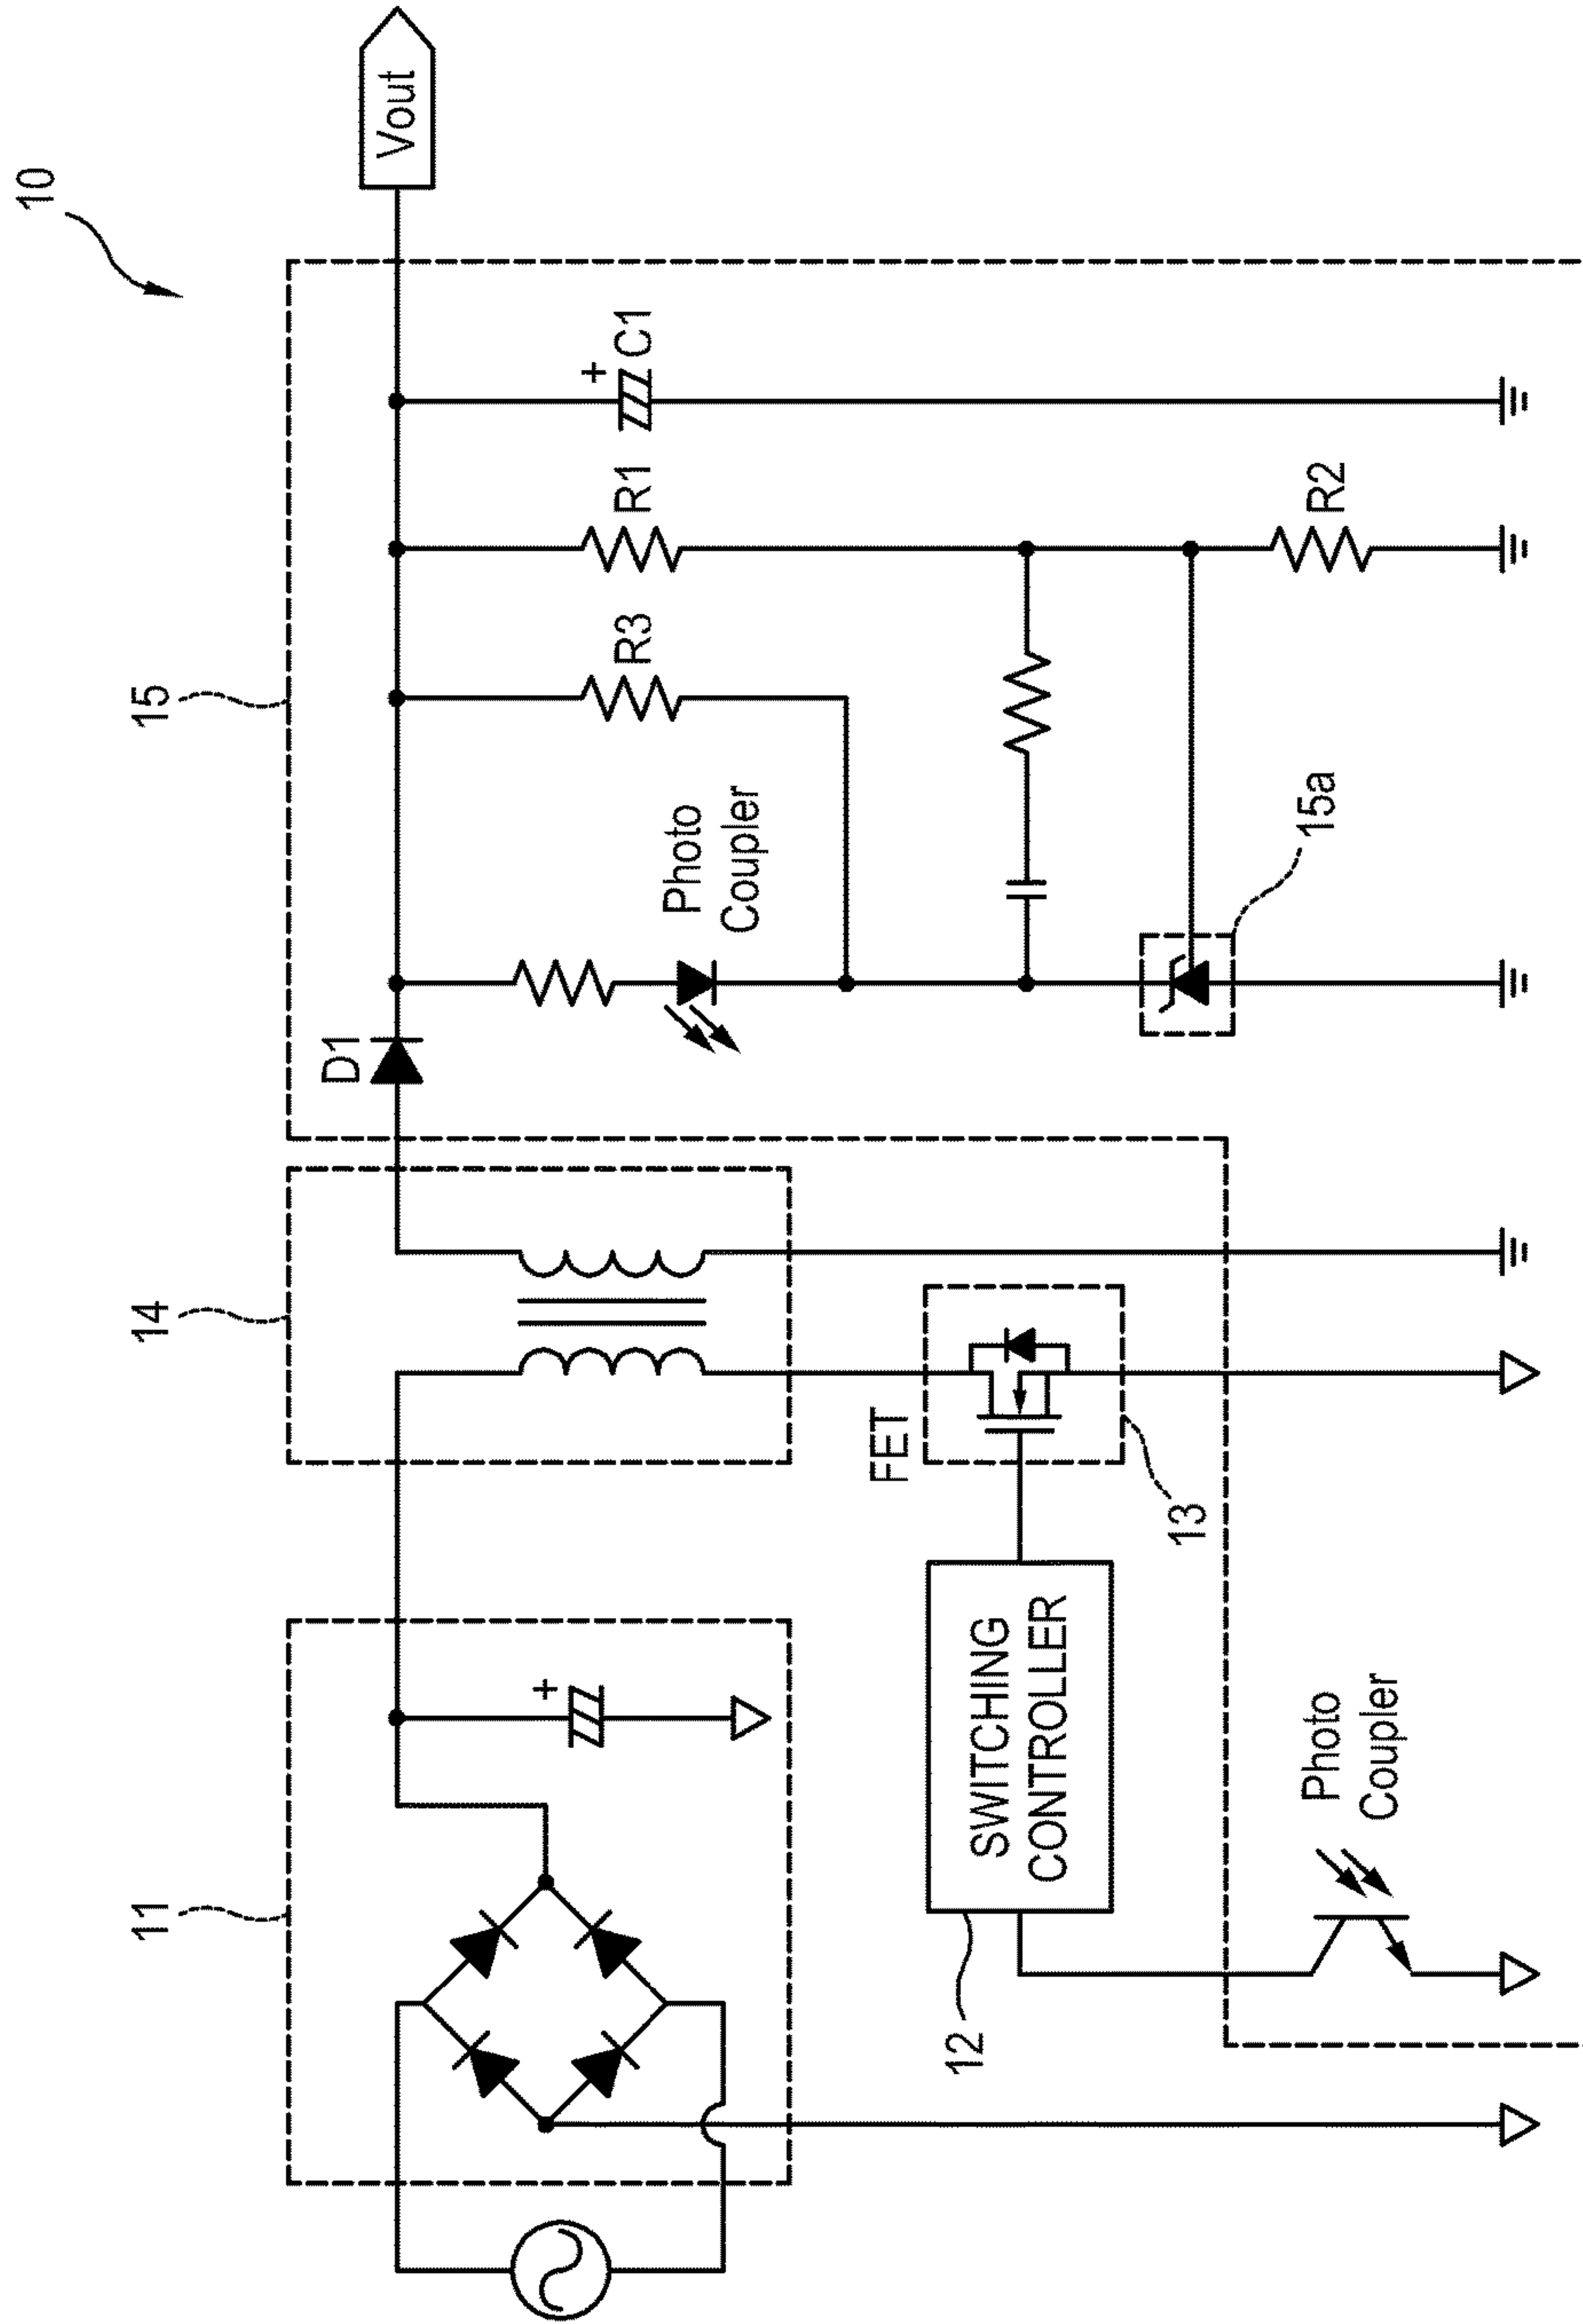 10
15
14
11
Vout
D1
R3
R1
+
C1
Photo
Coupler
+
FET
15a
R2
13
SWITCHING
CONTROLLER
12
Photo
Coupler